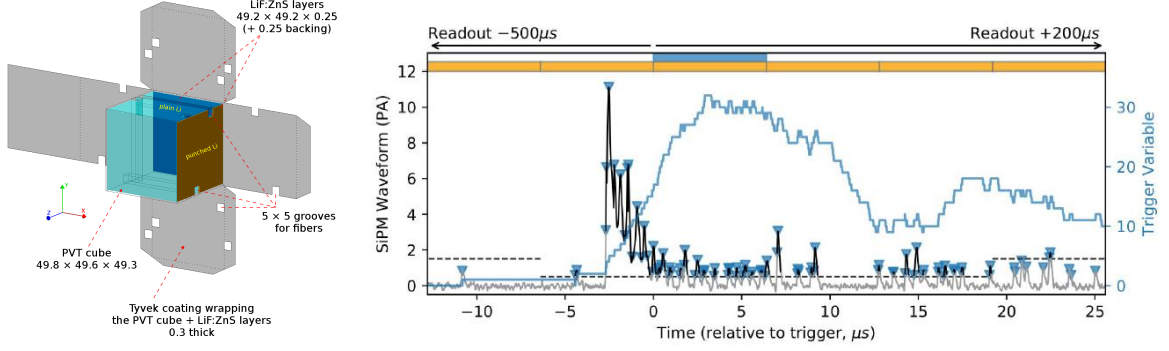 LiF:ZnS layers
49.2 × 49.2 × 0.25
(+ 0.25 backing)
plain Li
punched Li
Y
Z
X
5 × 5 grooves
for fibers
PVT cube
49.8 × 49.6 × 49.3
Tyvek coating wrapping
the PVT cube + LiF:ZnS layers
0.3 thick
Readout −500μs
Readout +200μs
SiPM Waveform (PA)
12
10
8
6
4
2
0
−10
−5
0
5
10
15
20
25
Time (relative to trigger, μs)
30
20
10
0
Trigger Variable